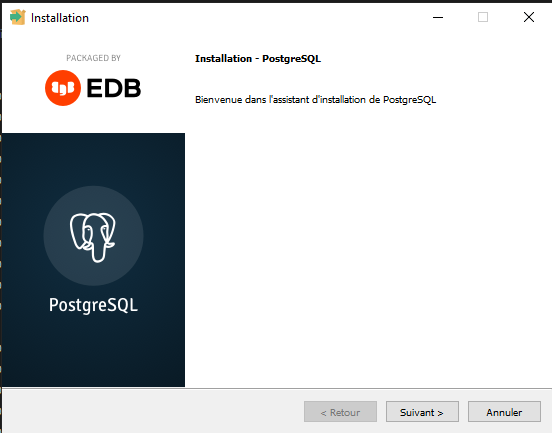 Installation
PACKAGED BY
EDB
Installation - PostgreSQL
Bienvenue dans l'assistant d'installation de PostgreSQL
PostgreSQL
< Retour
Suivant >
Annuler